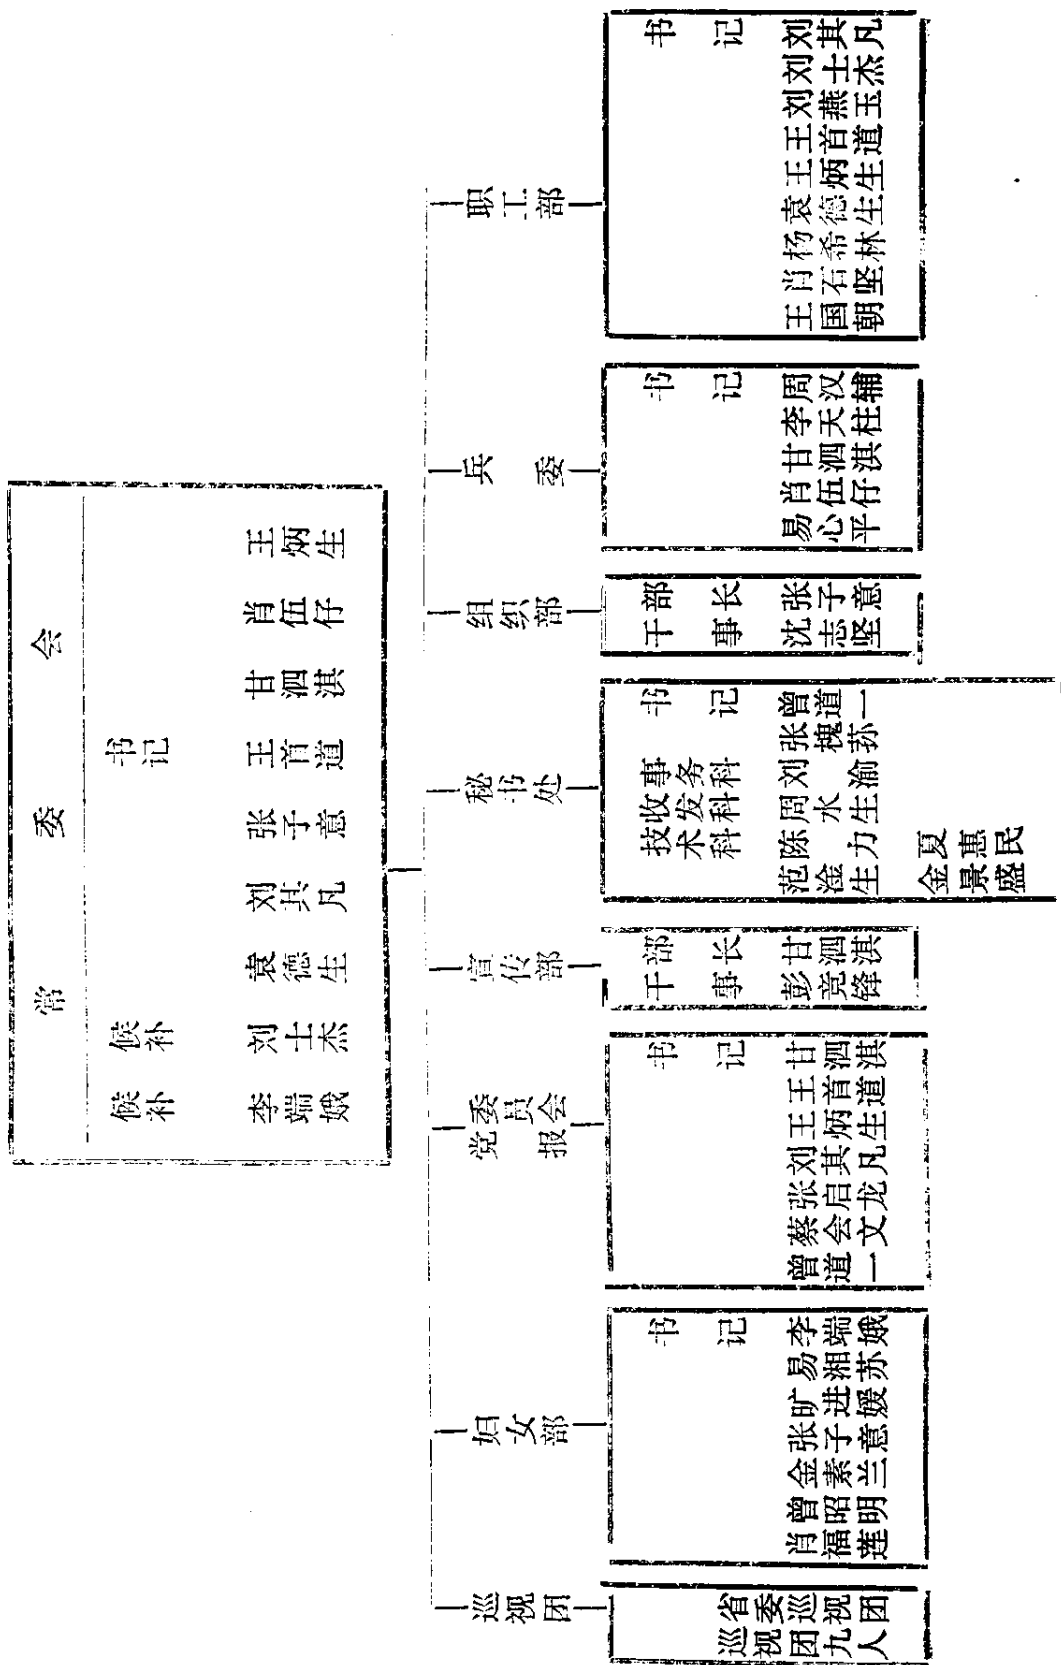 常委会
书记
王炳生
肖伍仔
甘泗淇
王首道
张子意
刘其凡
袁德生
候补
刘士杰
候补
李端娥
职工部
书记
刘其凡
刘士杰
刘燕玉
王首道
王炳生
袁德生
杨希林
肖石坚
王国朝
兵委
书记
周汉辅
李天柱
甘泗淇
肖伍仔
易心平
组织部
部长
张子意
干事
沈志坚
秘书处
书记
曾道一
事务科
收发科
技术科
张槐荪
刘渝
周水生
陈力
范淦生
夏惠民
金景盛
宣传部
部长
甘泗淇
干事
彭竞锋
党报委员会
书记
甘泗淇
王首道
王炳生
刘其凡
张启龙
蔡会文
曾道一
妇女部
书记
李端娥
易湘苏
旷进媛
张子意
金素兰
曾昭明
肖福莲
巡视团
省委巡视团
巡视团九人